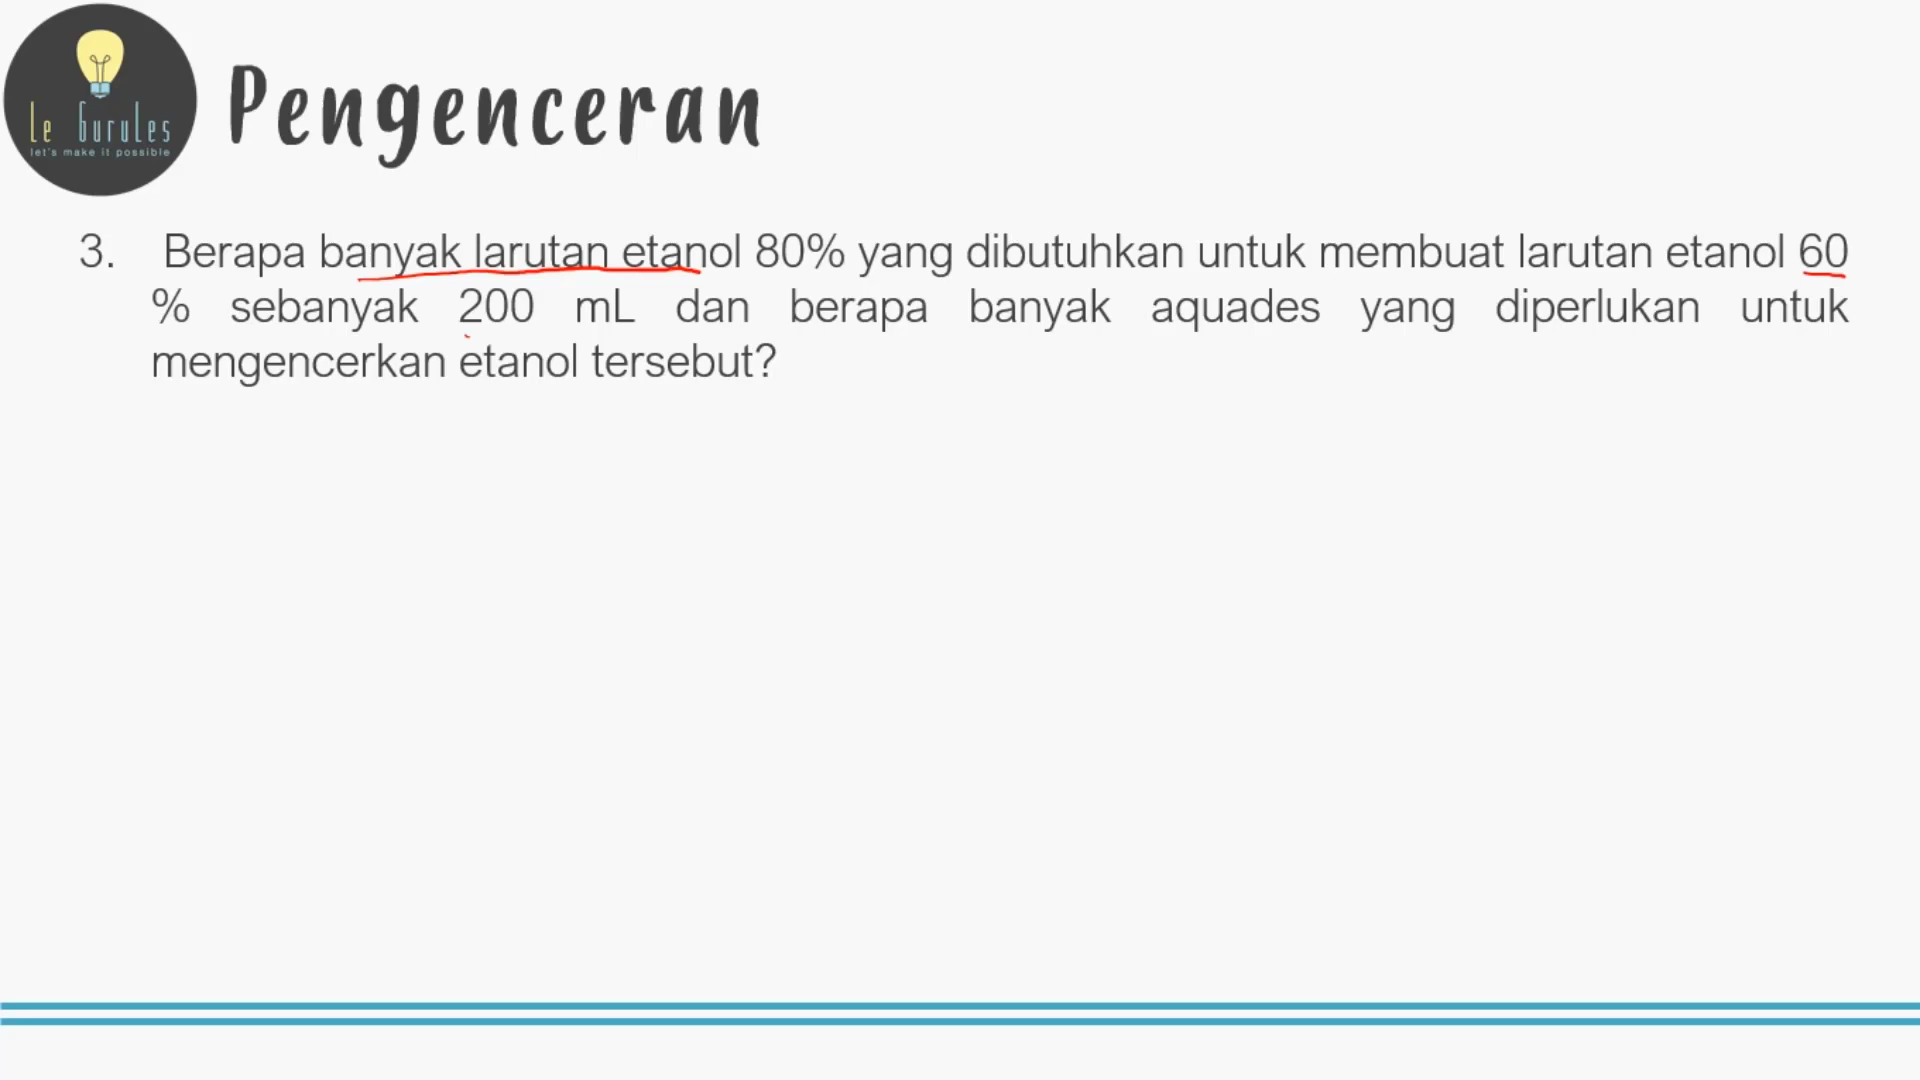 le burules
let's make it possible
Pengenceran
3. Berapa banyak larutan etanol 80% yang dibutuhkan untuk membuat larutan etanol 60
% sebanyak 200 mL dan berapa banyak aquades yang diperlukan untuk
mengencerkan etanol tersebut?